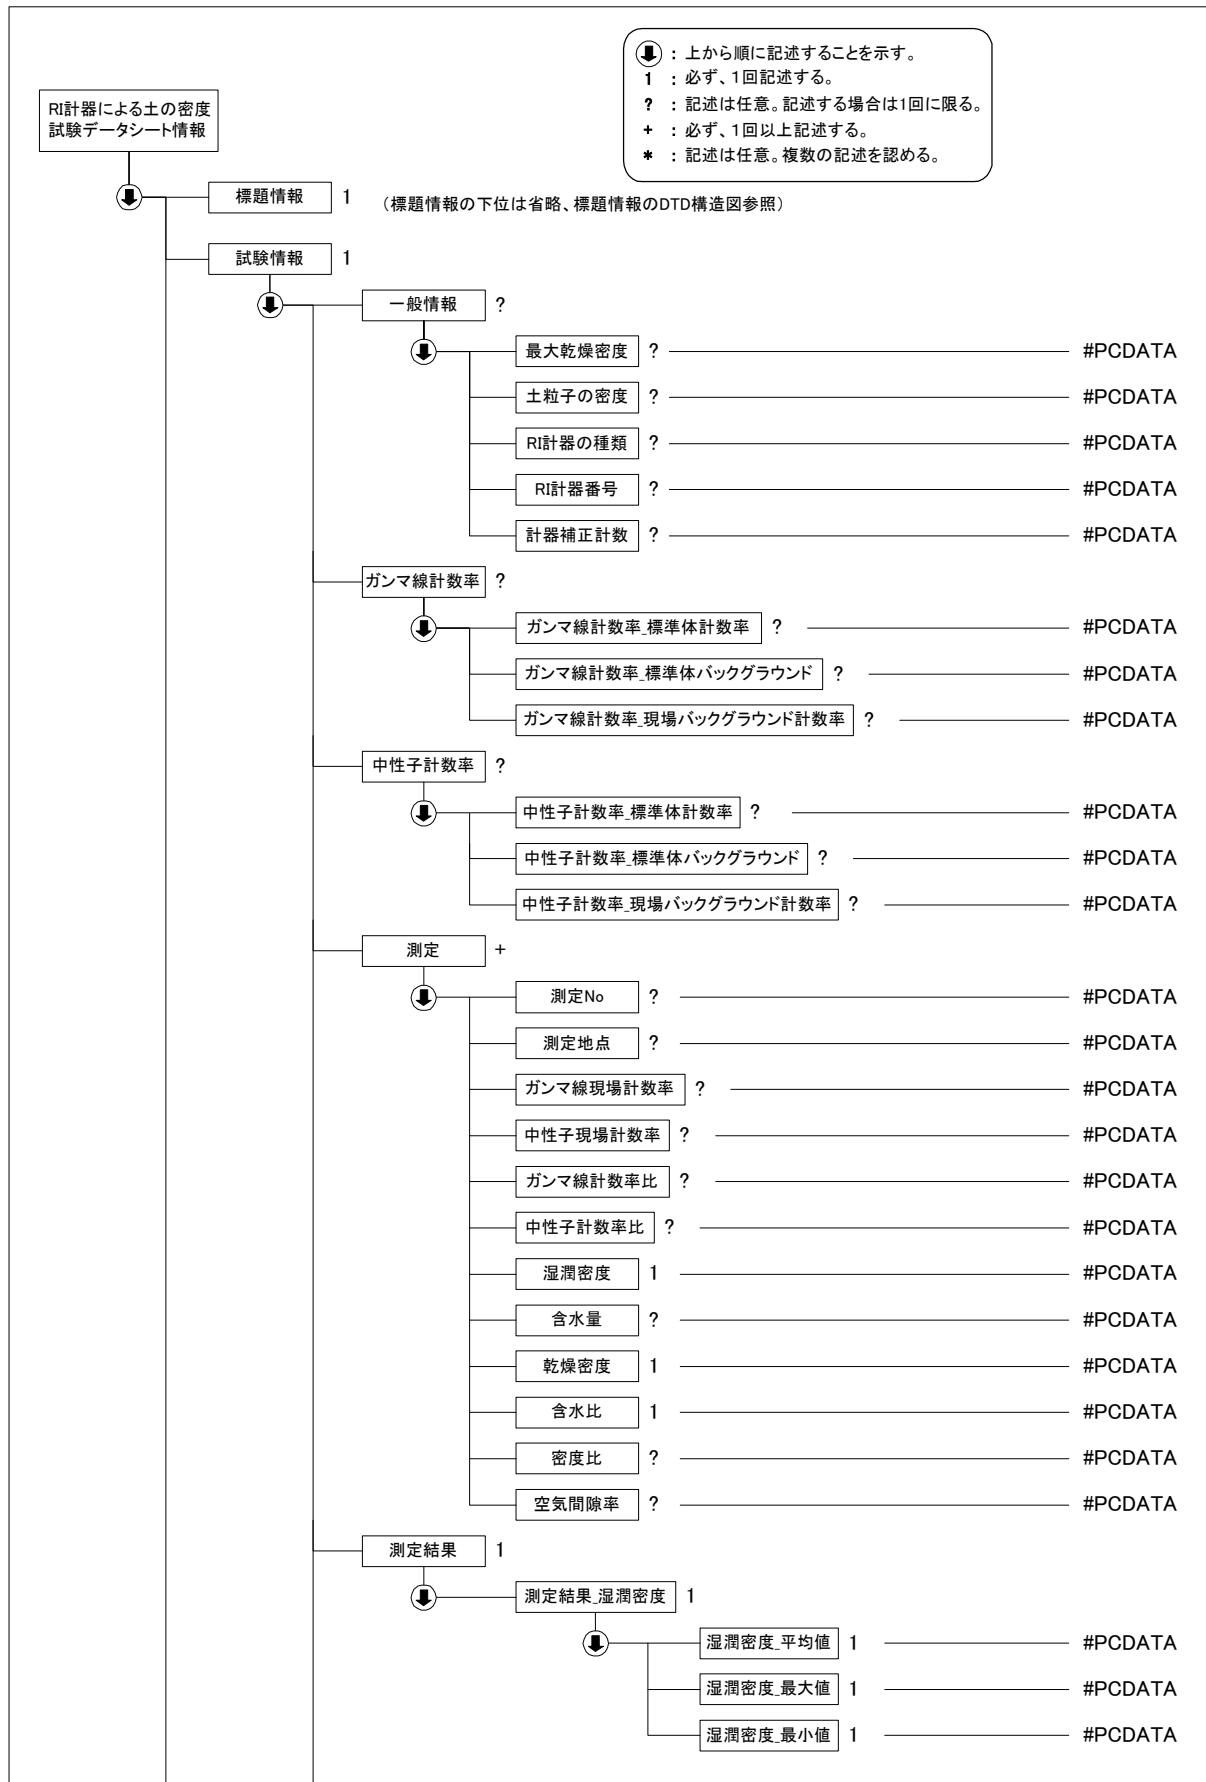 : 上から順に記述することを示す。
1 : 必ず、1回記述する。
? : 記述は任意。記述する場合は1回に限る。
+ : 必ず、1回以上記述する。
* : 記述は任意。複数の記述を認める。
RI計器による土の密度
試験データシート情報
標題情報 1 (標題情報の下位は省略、標題情報のDTD構造図参照)
試験情報 1
一般情報 ?
最大乾燥密度 ? #PCDATA
土粒子の密度 ? #PCDATA
RI計器の種類 ? #PCDATA
RI計器番号 ? #PCDATA
計器補正計数 ? #PCDATA
ガンマ線計数率 ?
ガンマ線計数率_標準体計数率 ? #PCDATA
ガンマ線計数率_標準体バックグラウンド ? #PCDATA
ガンマ線計数率_現場バックグラウンド計数率 ? #PCDATA
中性子計数率 ?
中性子計数率_標準体計数率 ? #PCDATA
中性子計数率_標準体バックグラウンド ? #PCDATA
中性子計数率_現場バックグラウンド計数率 ? #PCDATA
測定 +
測定No ? #PCDATA
測定地点 ? #PCDATA
ガンマ線現場計数率 ? #PCDATA
中性子現場計数率 ? #PCDATA
ガンマ線計数率比 ? #PCDATA
中性子計数率比 ? #PCDATA
湿潤密度 1 #PCDATA
含水量 ? #PCDATA
乾燥密度 1 #PCDATA
含水比 1 #PCDATA
密度比 ? #PCDATA
空気間隙率 ? #PCDATA
測定結果 1
測定結果_湿潤密度 1
湿潤密度_平均値 1 #PCDATA
湿潤密度_最大値 1 #PCDATA
湿潤密度_最小値 1 #PCDATA